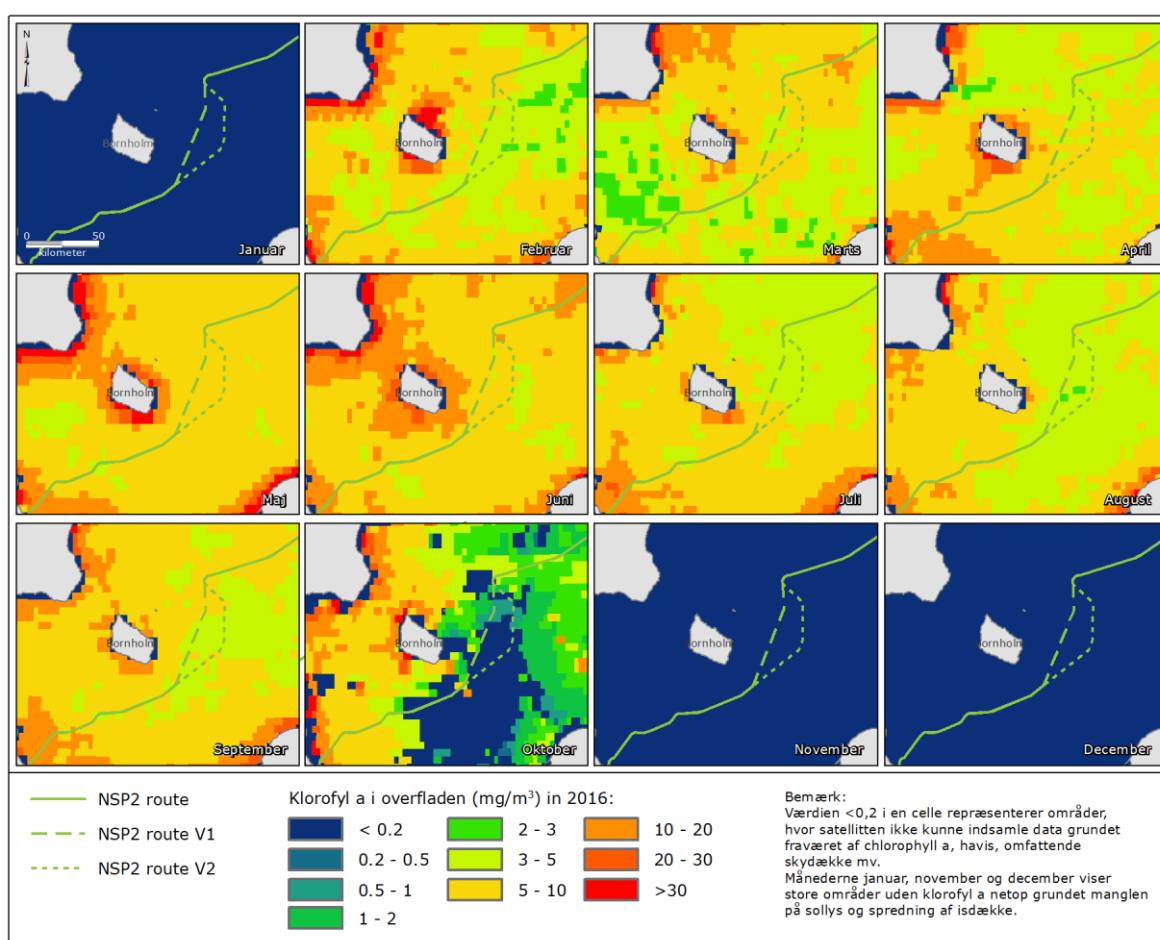 N
Bornholm
0 50
kilometer
Januar
Bornholm
Februar
Bornholm
Marts
Bornholm
April
Bornholm
Maj
Bornholm
Juni
Bornholm
Juli
Bornholm
August
Bornholm
September
Bornholm
Oktober
Bornholm
November
Bornholm
December
NSP2 route
NSP2 route V1
NSP2 route V2
Klorofyl a i overfladen (mg/m³) in 2016:
< 0.2
0.2 - 0.5
0.5 - 1
1 - 2
2 - 3
3 - 5
5 - 10
10 - 20
20 - 30
>30
Bemærk:
Værdien <0,2 i en celle repræsenterer områder,
hvor satellitten ikke kunne indsamle data grundet
fraværet af chlorophyll a, havis, omfattende
skydække mv.
Månederne januar, november og december viser
store områder uden klorofyl a netop grundet manglen
på sollys og spredning af isdække.